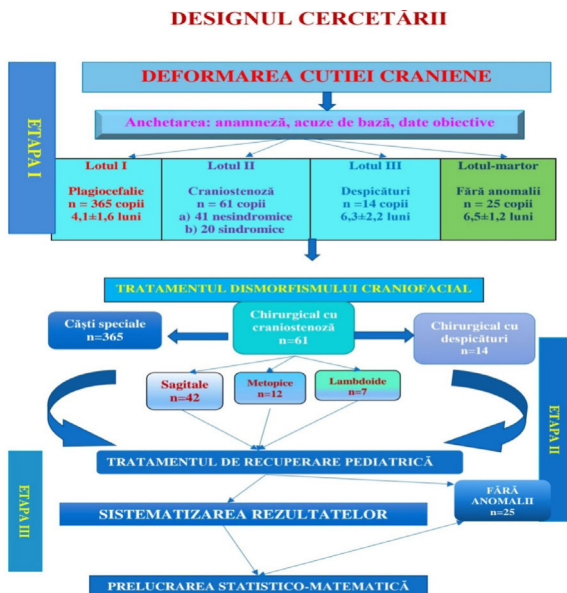 DESIGNUL CERCETĂRII
ETAPA I
DEFORMAREA CUTIEI CRANIENE
Anchetarea: anamneză, acuze de bază, date obiective
Lotul I
Plagiocefalie
n = 365 copii
4,1±1,6 luni
Lotul II
Craniostenoză
n = 61 copii
a) 41 nesindromice
b) 20 sindromice
Lotul III
Despicături
n =14 copii
6,3±2,2 luni
Lotul-martor
Fără anomalii
n = 25 copii
6,5±1,2 luni
TRATAMENTUL DISMORFISMULUI CRANIOFACIAL
Căști speciale
n=365
Chirurgical cu
craniostenoză
n=61
Chirurgical cu
despicături
n=14
Sagitale
n=42
Metopice
n=12
Lambdoide
n=7
ETAPA II
TRATAMENTUL DE RECUPERARE PEDIATRICĂ
ETAPA III
FĂRĂ
ANOMALII
n=25
SISTEMATIZAREA REZULTATELOR
PRELUCRAREA STATISTICO-MATEMATICĂ